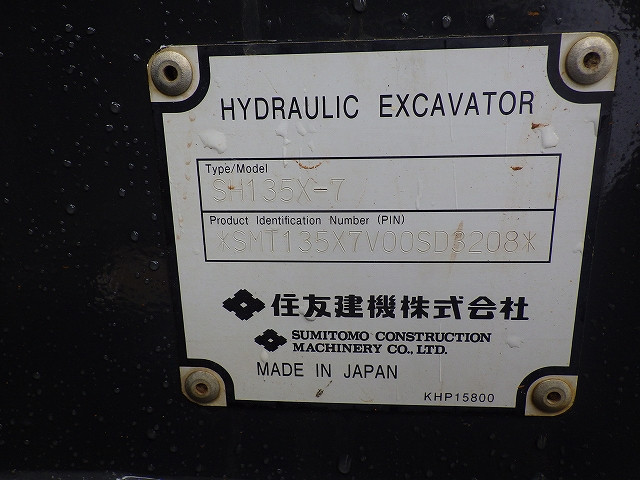 HYDRAULIC EXCAVATOR
Type/Model
SH135X-7
Product Identification Number (PIN)
*SMT135X7V00SD3208*
住友建機株式会社
SUMITOMO CONSTRUCTION
MACHINERY CO., LTD.
MADE IN JAPAN
KHP15800